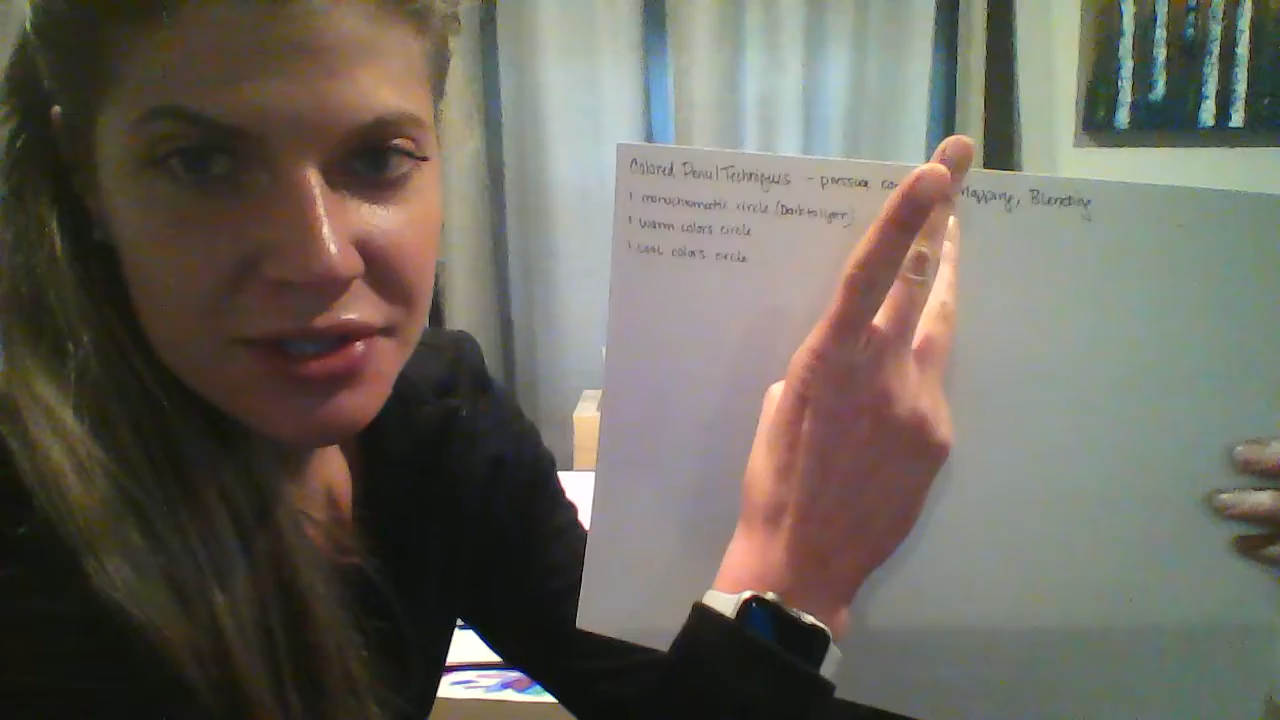 Colored Pencil Techniques - pressure Mapping, Blending
1 monochromatic circle (Dark to light)
1 warm colors circle
1 cool colors circle